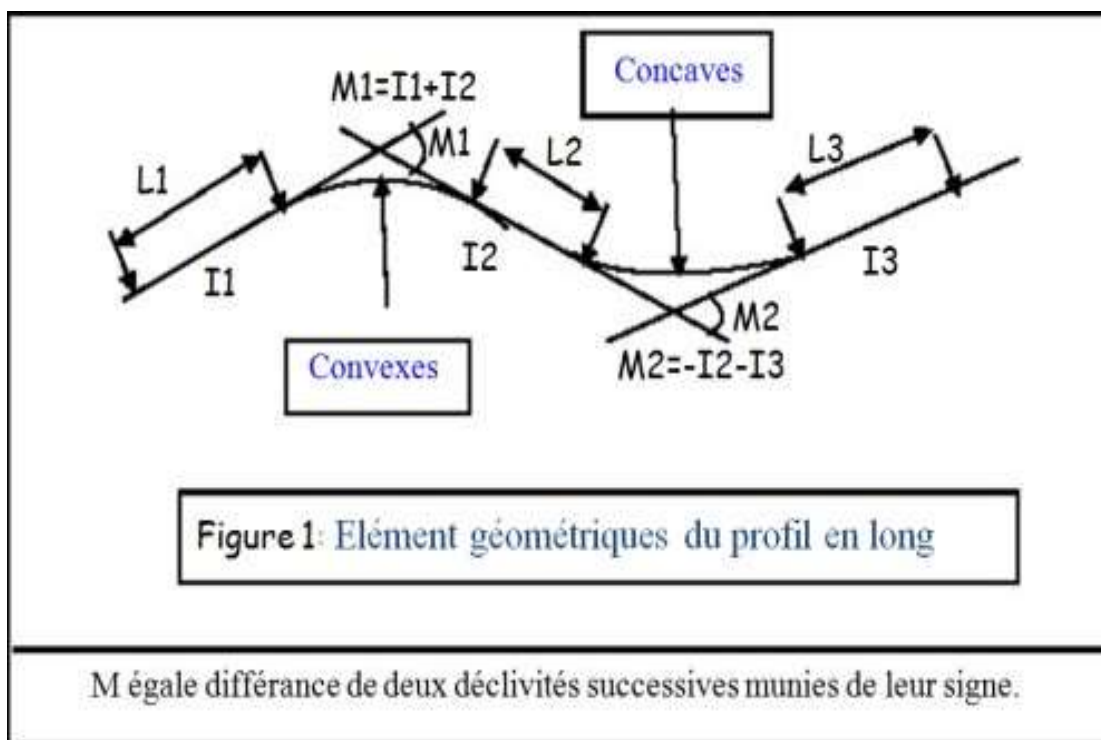 Concaves
M1=I1+I2
M1
L2
L3
L1
I2
I3
I1
M2
Convexes
M2=-I2-I3
Figure 1: Elément géométriques du profil en long
M égale différance de deux déclivités successives munies de leur signe.